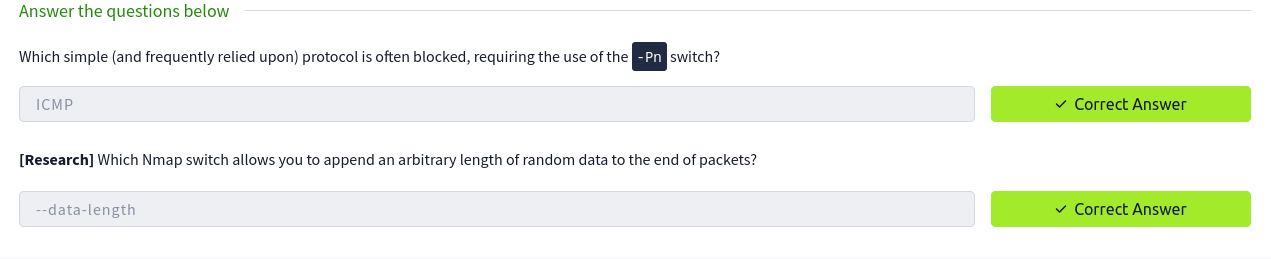 Answer the questions below
Which simple (and frequently relied upon) protocol is often blocked, requiring the use of the -Pn switch?
ICMP
✓ Correct Answer
[Research] Which Nmap switch allows you to append an arbitrary length of random data to the end of packets?
--data-length
✓ Correct Answer